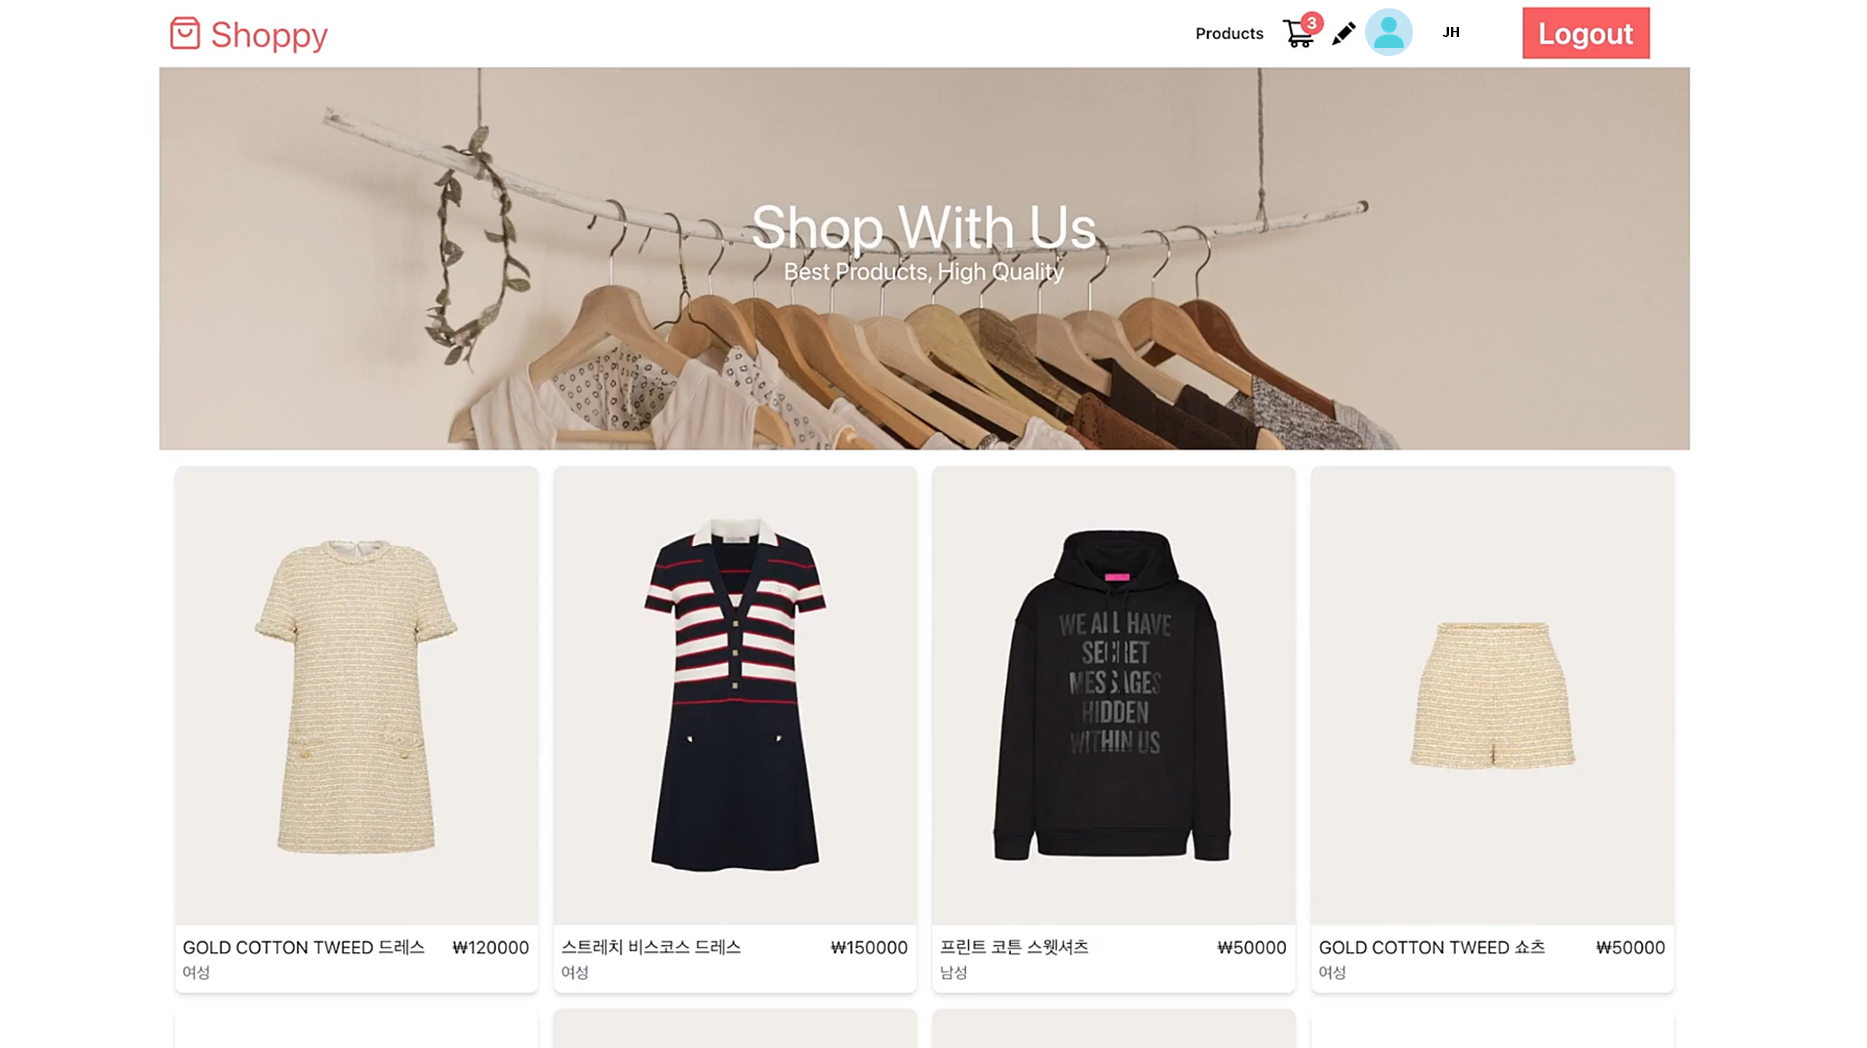 Shoppy
Products
3
JH
Logout
Shop With Us
Best Products, High Quality
WE ALL HAVE
SECRET
MESSAGES
HIDDEN
WITHIN US
GOLD COTTON TWEED 드레스 ₩120000
여성
스트레치 비스코스 드레스 ₩150000
여성
프린트 코튼 스웻셔츠 ₩50000
남성
GOLD COTTON TWEED 쇼츠 ₩50000
여성